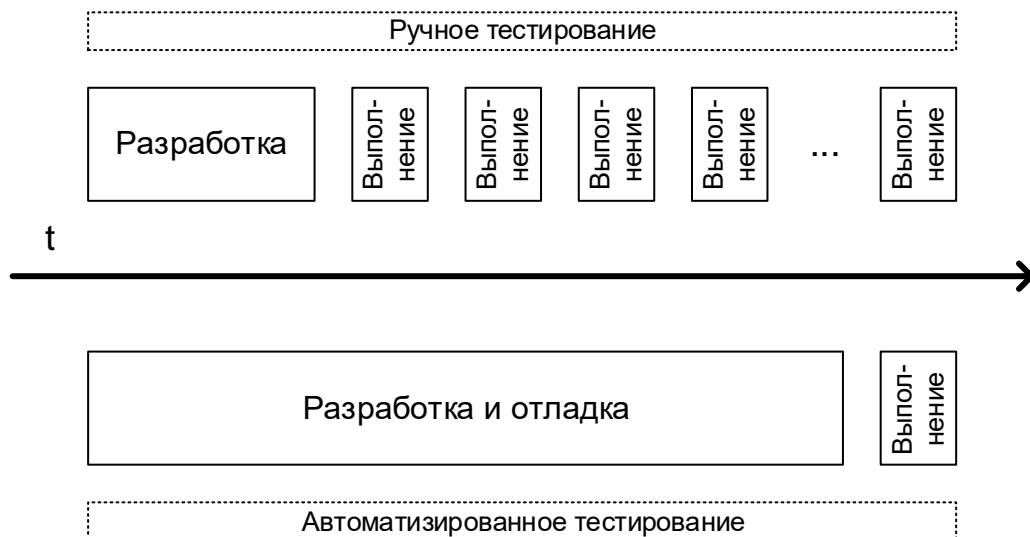 Ручное тестирование
Разработка
Выпол-
нение
Выпол-
нение
Выпол-
нение
Выпол-
нение
...
Выпол-
нение
t
Разработка и отладка
Выпол-
нение
Автоматизированное тестирование